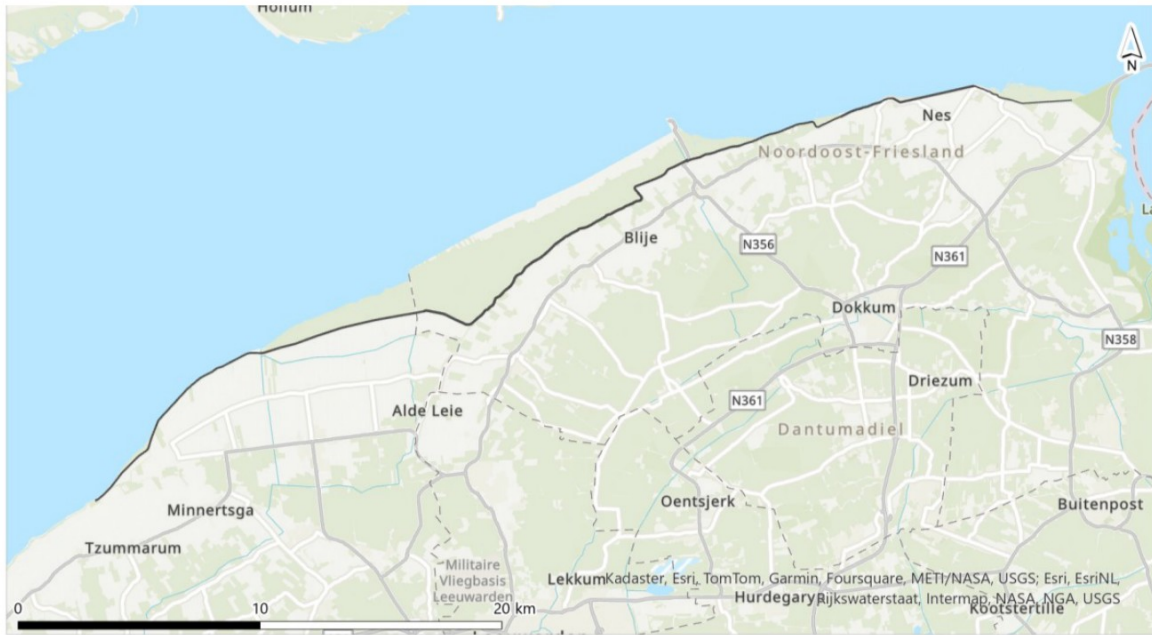 Hollum
N
Nes
Noordoost-Friesland
La
Blije
N356
N361
Dokkum
N358
Driezum
Alde Leie
N361
Dantumadiel
Minnertsga
Oentsjerk
Buitenpost
Tzummarum
Militaire
Vliegbasis
Leeuwarden
Lekkum
Kadaster, Esri, TomTom, Garmin, Foursquare, METI/NASA, USGS; Esri, EsriNL,
Hurdegaryp
Rijkswaterstaat, Intermap, NASA, NGA, USGS
Kootstertille
0 10 20 km